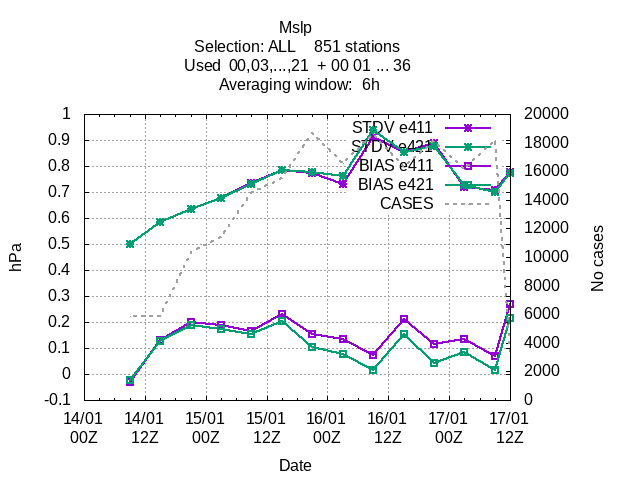 Mslp
Selection: ALL 851 stations
Used 00,03,...,21 + 00 01 ... 36
Averaging window: 6h
1
0.9
0.8
0.7
0.6
0.5
0.4
0.3
0.2
0.1
0
-0.1
hPa
STDV e411
STDV e421
BIAS e411
BIAS e421
CASES
20000
18000
16000
14000
12000
10000
8000
6000
4000
2000
0
No cases
14/01 14/01 15/01 15/01 16/01 16/01 17/01 17/01
00Z 12Z 00Z 12Z 00Z 12Z 00Z 12Z
Date